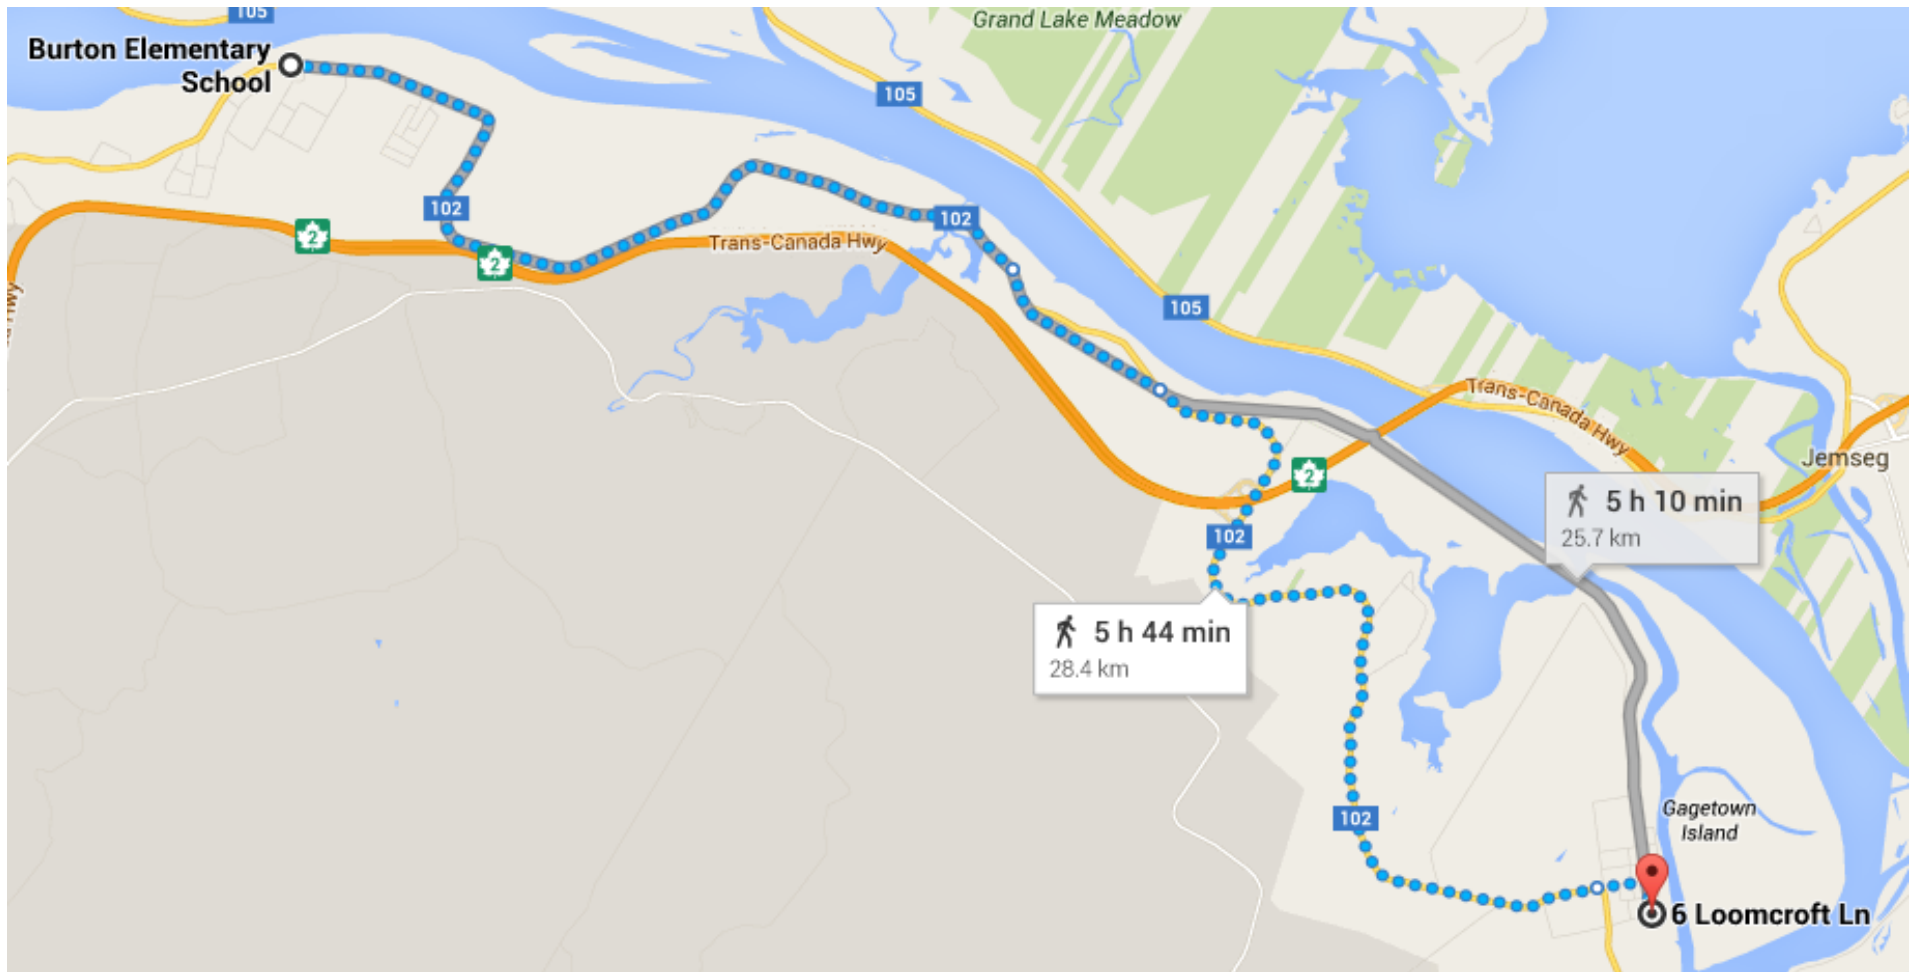 105
Grand Lake Meadow
Burton Elementary
School
105
102
102
2
2
Trans-Canada Hwy
Hwy
105
Trans-Canada Hwy
Jemseg
2
5 h 10 min
25.7 km
102
5 h 44 min
28.4 km
102
Gagetown
Island
6 Loomcroft Ln